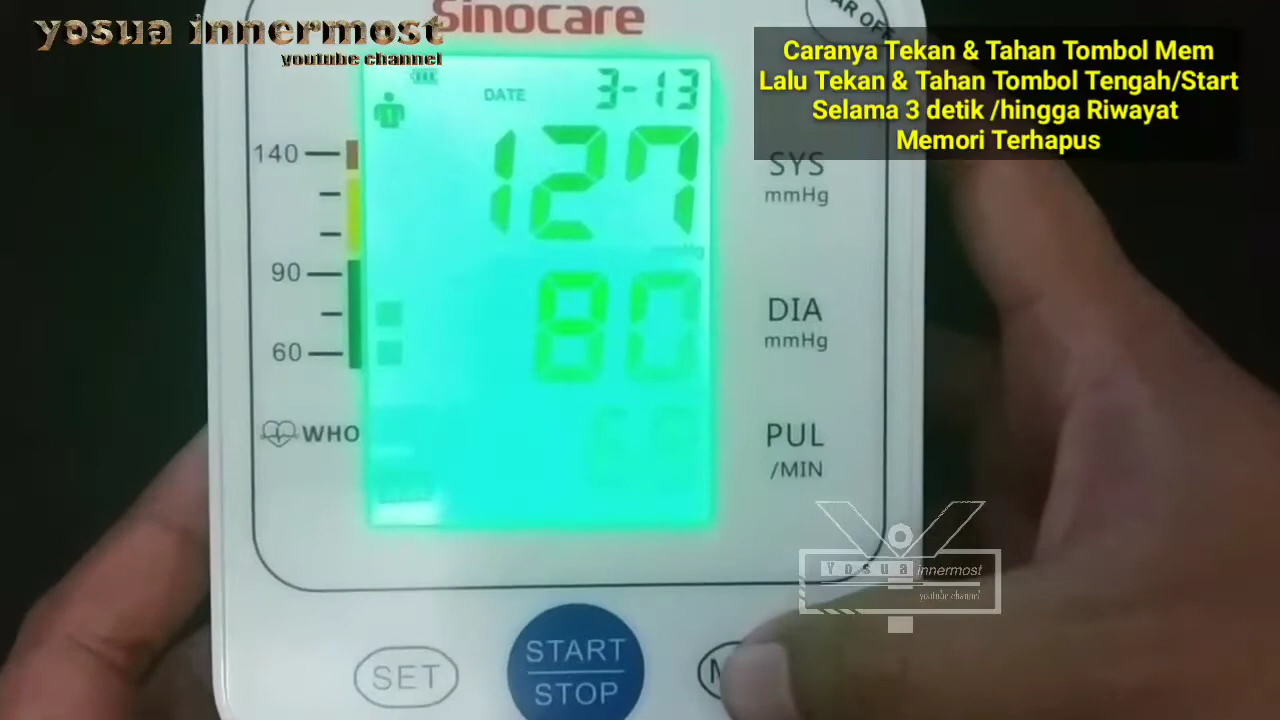 yosua innermost
youtube channel
Sinocare
Caranya Tekan & Tahan Tombol Mem
Lalu Tekan & Tahan Tombol Tengah/Start
Selama 3 detik /hingga Riwayat
Memori Terhapus
DATE 3-13
127
140
SYS
mmHg
90
80
DIA
mmHg
60
WHO
PUL
/MIN
Yosua innermost
youtube channel
SET
START
STOP